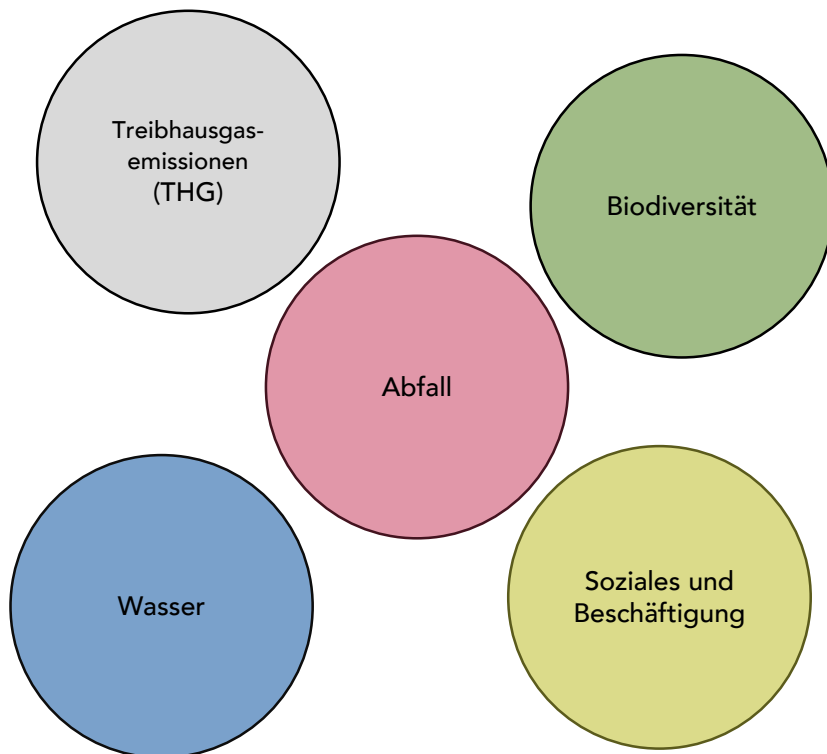 Treibhausgas-
emissionen
(THG)
Biodiversität
Abfall
Wasser
Soziales und
Beschäftigung